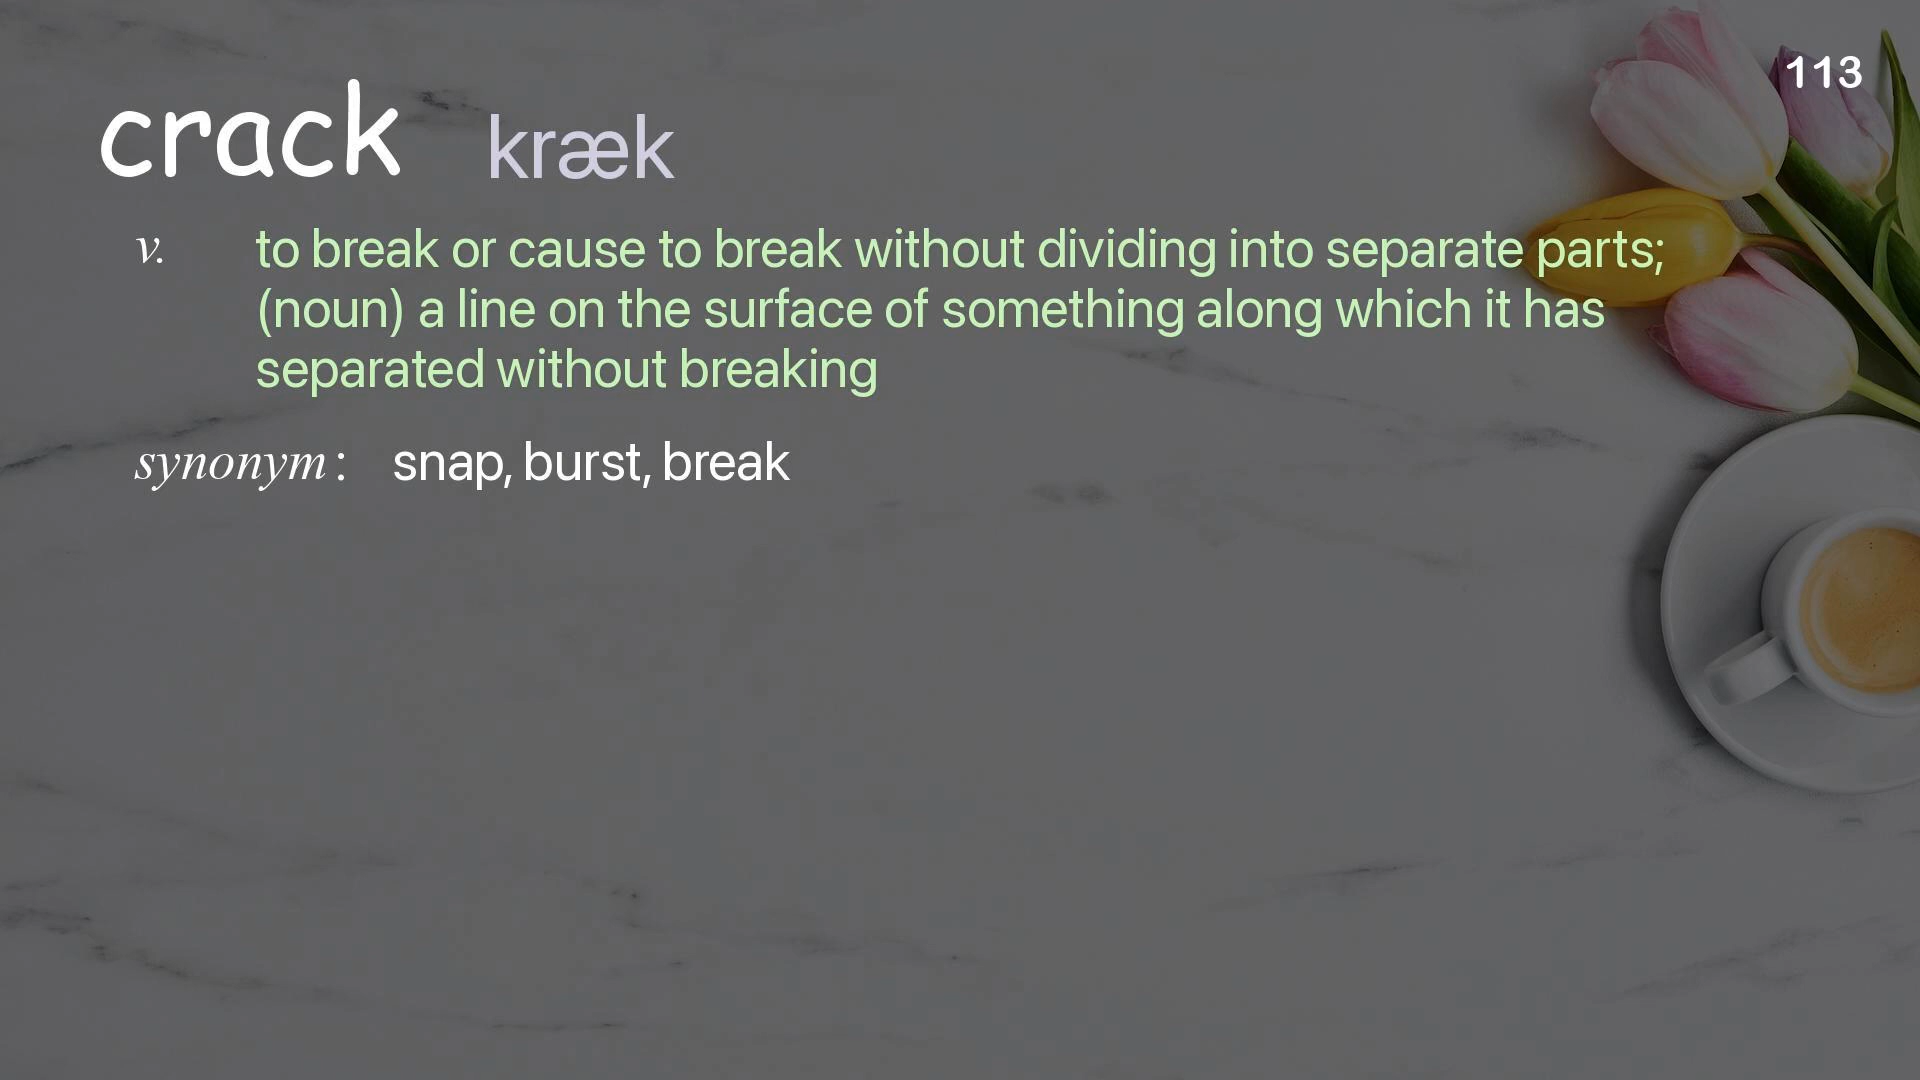 113
crack kræk
v. to break or cause to break without dividing into separate parts;
(noun) a line on the surface of something along which it has
separated without breaking
synonym : snap, burst, break